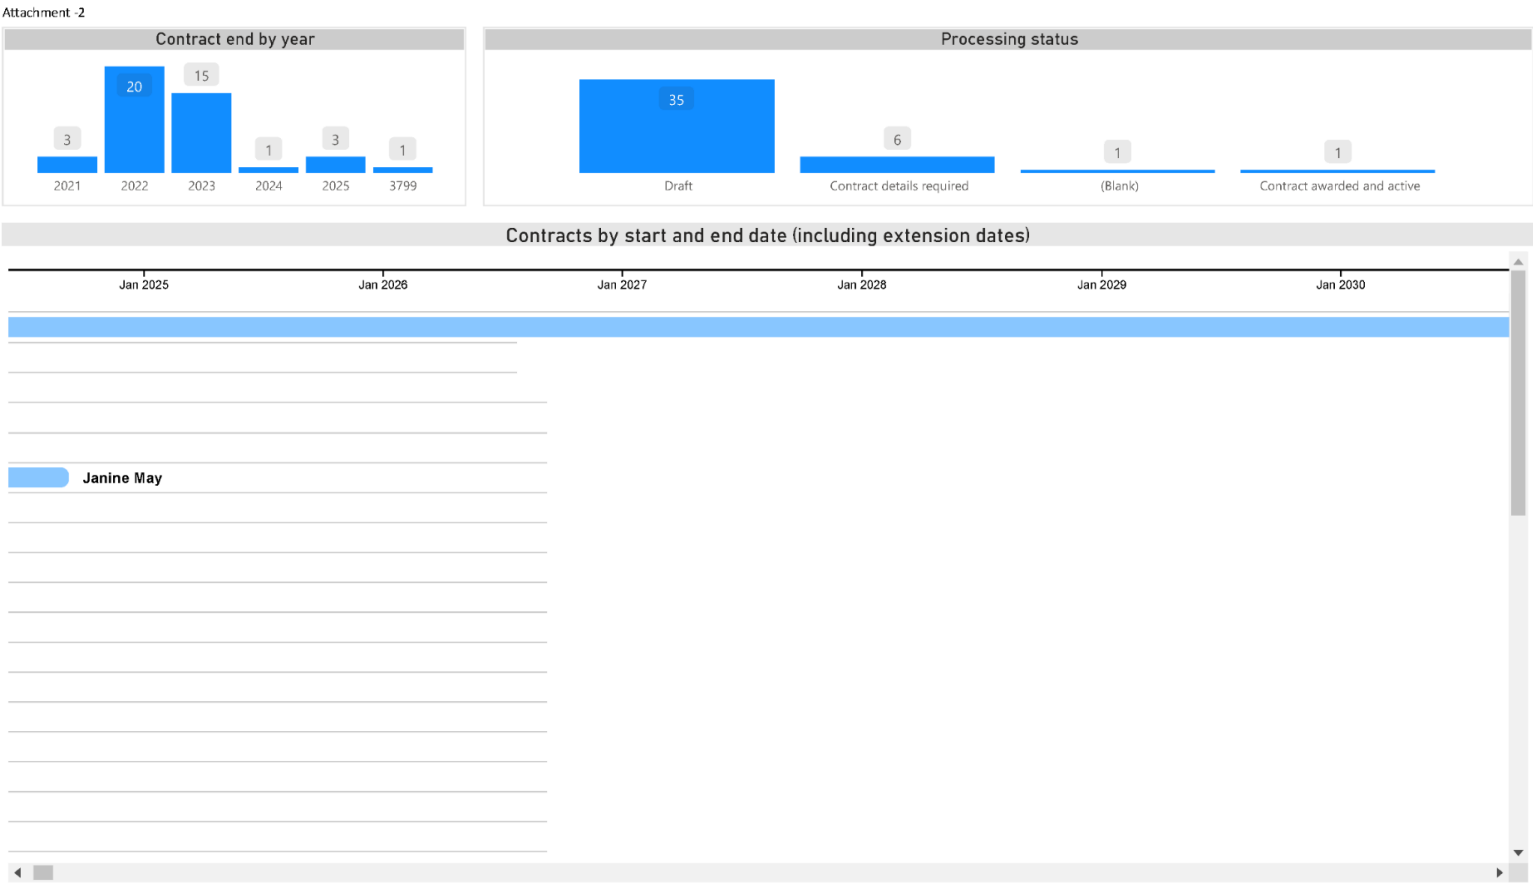 Attachment -2
Contract end by year
20
15
3
1
3
1
2021 2022 2023 2024 2025 3799
Processing status
35
6
1
1
Draft Contract details required (Blank) Contract awarded and active
Contracts by start and end date (including extension dates)
Jan 2025 Jan 2026 Jan 2027 Jan 2028 Jan 2029 Jan 2030
Janine May